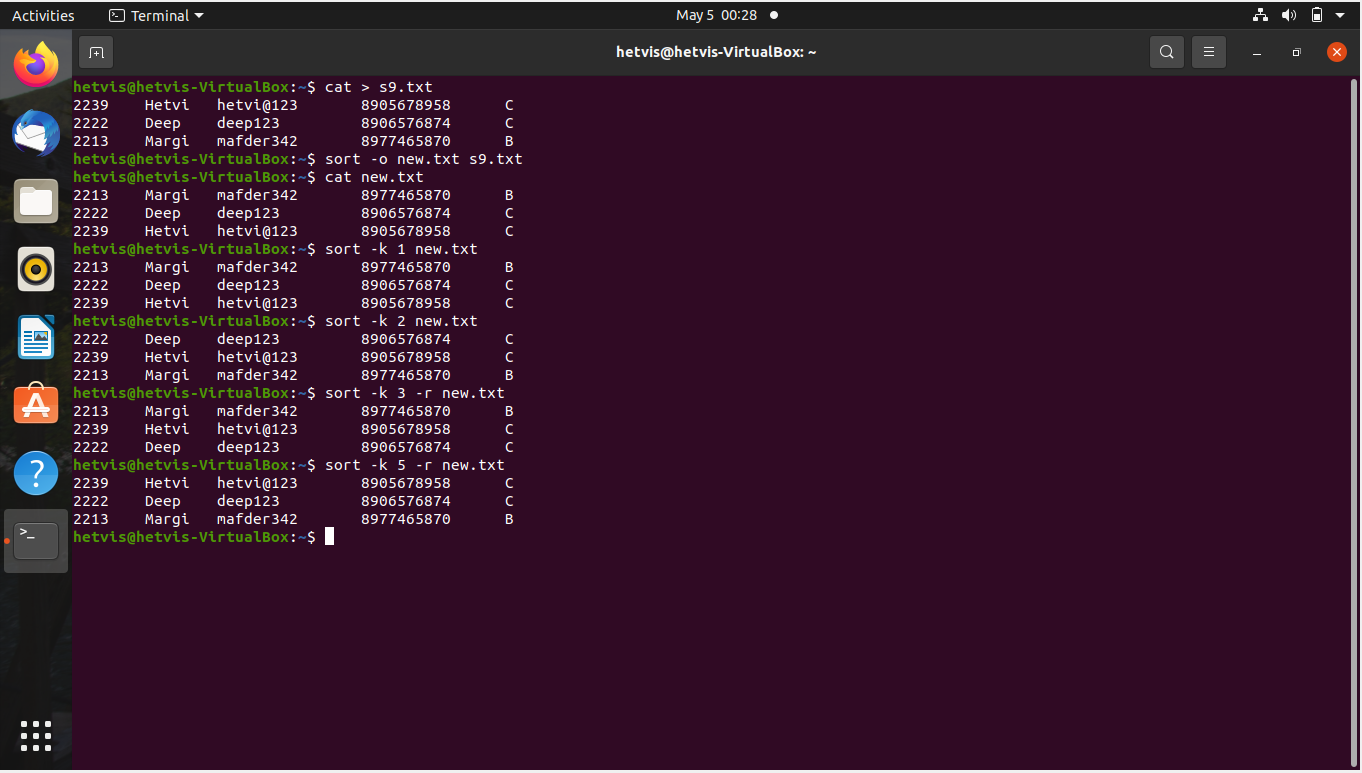 Activities Terminal May 5 00:28
hetvis@hetvis-VirtualBox: ~
hetvis@hetvis-VirtualBox:~$ cat > s9.txt
2239 Hetvi hetvi@123 8905678958 C
2222 Deep deep123 8906576874 C
2213 Margi mafder342 8977465870 B
hetvis@hetvis-VirtualBox:~$ sort -o new.txt s9.txt
hetvis@hetvis-VirtualBox:~$ cat new.txt
2213 Margi mafder342 8977465870 B
2222 Deep deep123 8906576874 C
2239 Hetvi hetvi@123 8905678958 C
hetvis@hetvis-VirtualBox:~$ sort -k 1 new.txt
2213 Margi mafder342 8977465870 B
2222 Deep deep123 8906576874 C
2239 Hetvi hetvi@123 8905678958 C
hetvis@hetvis-VirtualBox:~$ sort -k 2 new.txt
2222 Deep deep123 8906576874 C
2239 Hetvi hetvi@123 8905678958 C
2213 Margi mafder342 8977465870 B
hetvis@hetvis-VirtualBox:~$ sort -k 3 -r new.txt
2213 Margi mafder342 8977465870 B
2239 Hetvi hetvi@123 8905678958 C
2222 Deep deep123 8906576874 C
hetvis@hetvis-VirtualBox:~$ sort -k 5 -r new.txt
2239 Hetvi hetvi@123 8905678958 C
2222 Deep deep123 8906576874 C
2213 Margi mafder342 8977465870 B
hetvis@hetvis-VirtualBox:~$